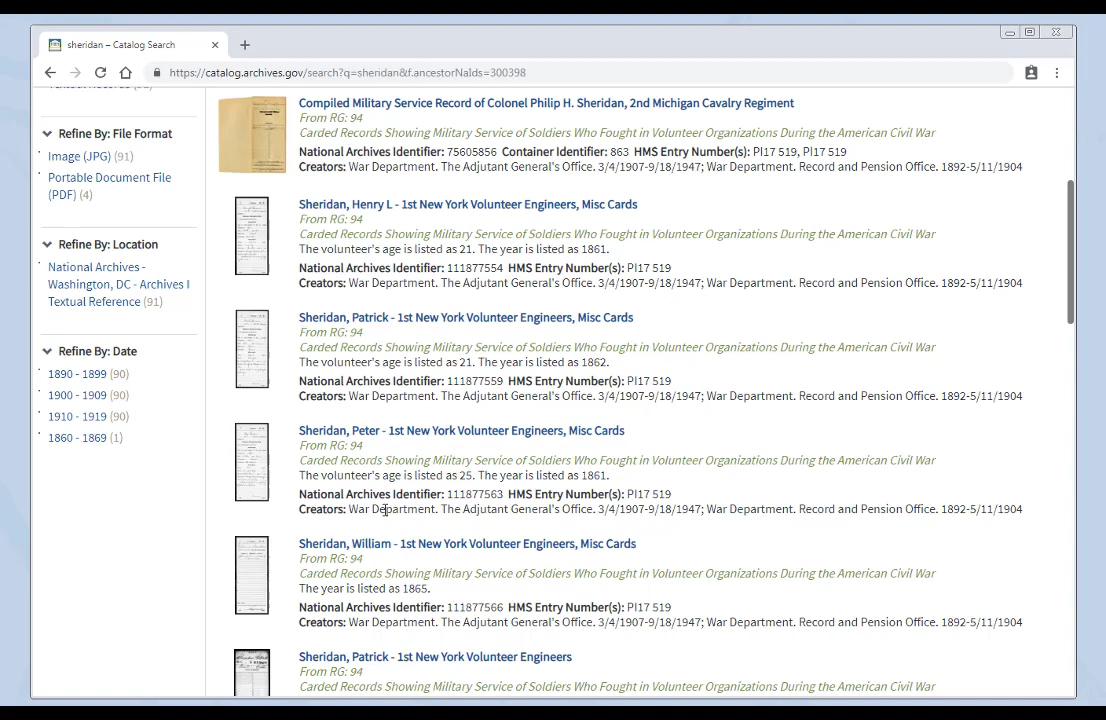 sheridan – Catalog Search
https://catalog.archives.gov/search?q=sheridan&f.ancestorNaIds=300398
Refine By: File Format
Image (JPG) (91)
Portable Document File
(PDF) (4)
Refine By: Location
National Archives -
Washington, DC - Archives I
Textual Reference (91)
Refine By: Date
1890 - 1899 (90)
1900 - 1909 (90)
1910 - 1919 (90)
1860 - 1869 (1)
Compiled Military Service Record of Colonel Philip H. Sheridan, 2nd Michigan Cavalry Regiment
From RG: 94
Carded Records Showing Military Service of Soldiers Who Fought in Volunteer Organizations During the American Civil War
National Archives Identifier: 75605856 Container Identifier: 863 HMS Entry Number(s): PI17 519, PI17 519
Creators: War Department. The Adjutant General's Office. 3/4/1907-9/18/1947; War Department. Record and Pension Office. 1892-5/11/1904
Sheridan, Henry L - 1st New York Volunteer Engineers, Misc Cards
From RG: 94
Carded Records Showing Military Service of Soldiers Who Fought in Volunteer Organizations During the American Civil War
The volunteer's age is listed as 21. The year is listed as 1861.
National Archives Identifier: 111877554 HMS Entry Number(s): PI17 519
Creators: War Department. The Adjutant General's Office. 3/4/1907-9/18/1947; War Department. Record and Pension Office. 1892-5/11/1904
Sheridan, Patrick - 1st New York Volunteer Engineers, Misc Cards
From RG: 94
Carded Records Showing Military Service of Soldiers Who Fought in Volunteer Organizations During the American Civil War
The volunteer's age is listed as 21. The year is listed as 1862.
National Archives Identifier: 111877559 HMS Entry Number(s): PI17 519
Creators: War Department. The Adjutant General's Office. 3/4/1907-9/18/1947; War Department. Record and Pension Office. 1892-5/11/1904
Sheridan, Peter - 1st New York Volunteer Engineers, Misc Cards
From RG: 94
Carded Records Showing Military Service of Soldiers Who Fought in Volunteer Organizations During the American Civil War
The volunteer's age is listed as 25. The year is listed as 1861.
National Archives Identifier: 111877563 HMS Entry Number(s): PI17 519
Creators: War Department. The Adjutant General's Office. 3/4/1907-9/18/1947; War Department. Record and Pension Office. 1892-5/11/1904
Sheridan, William - 1st New York Volunteer Engineers, Misc Cards
From RG: 94
Carded Records Showing Military Service of Soldiers Who Fought in Volunteer Organizations During the American Civil War
The year is listed as 1865.
National Archives Identifier: 111877566 HMS Entry Number(s): PI17 519
Creators: War Department. The Adjutant General's Office. 3/4/1907-9/18/1947; War Department. Record and Pension Office. 1892-5/11/1904
Sheridan, Patrick - 1st New York Volunteer Engineers
From RG: 94
Carded Records Showing Military Service of Soldiers Who Fought in Volunteer Organizations During the American Civil War